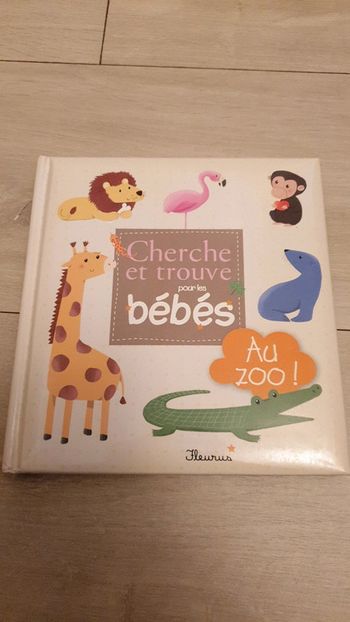 Cherche
et trouve
pour les
bébés
Au
zoo !
Fleurus